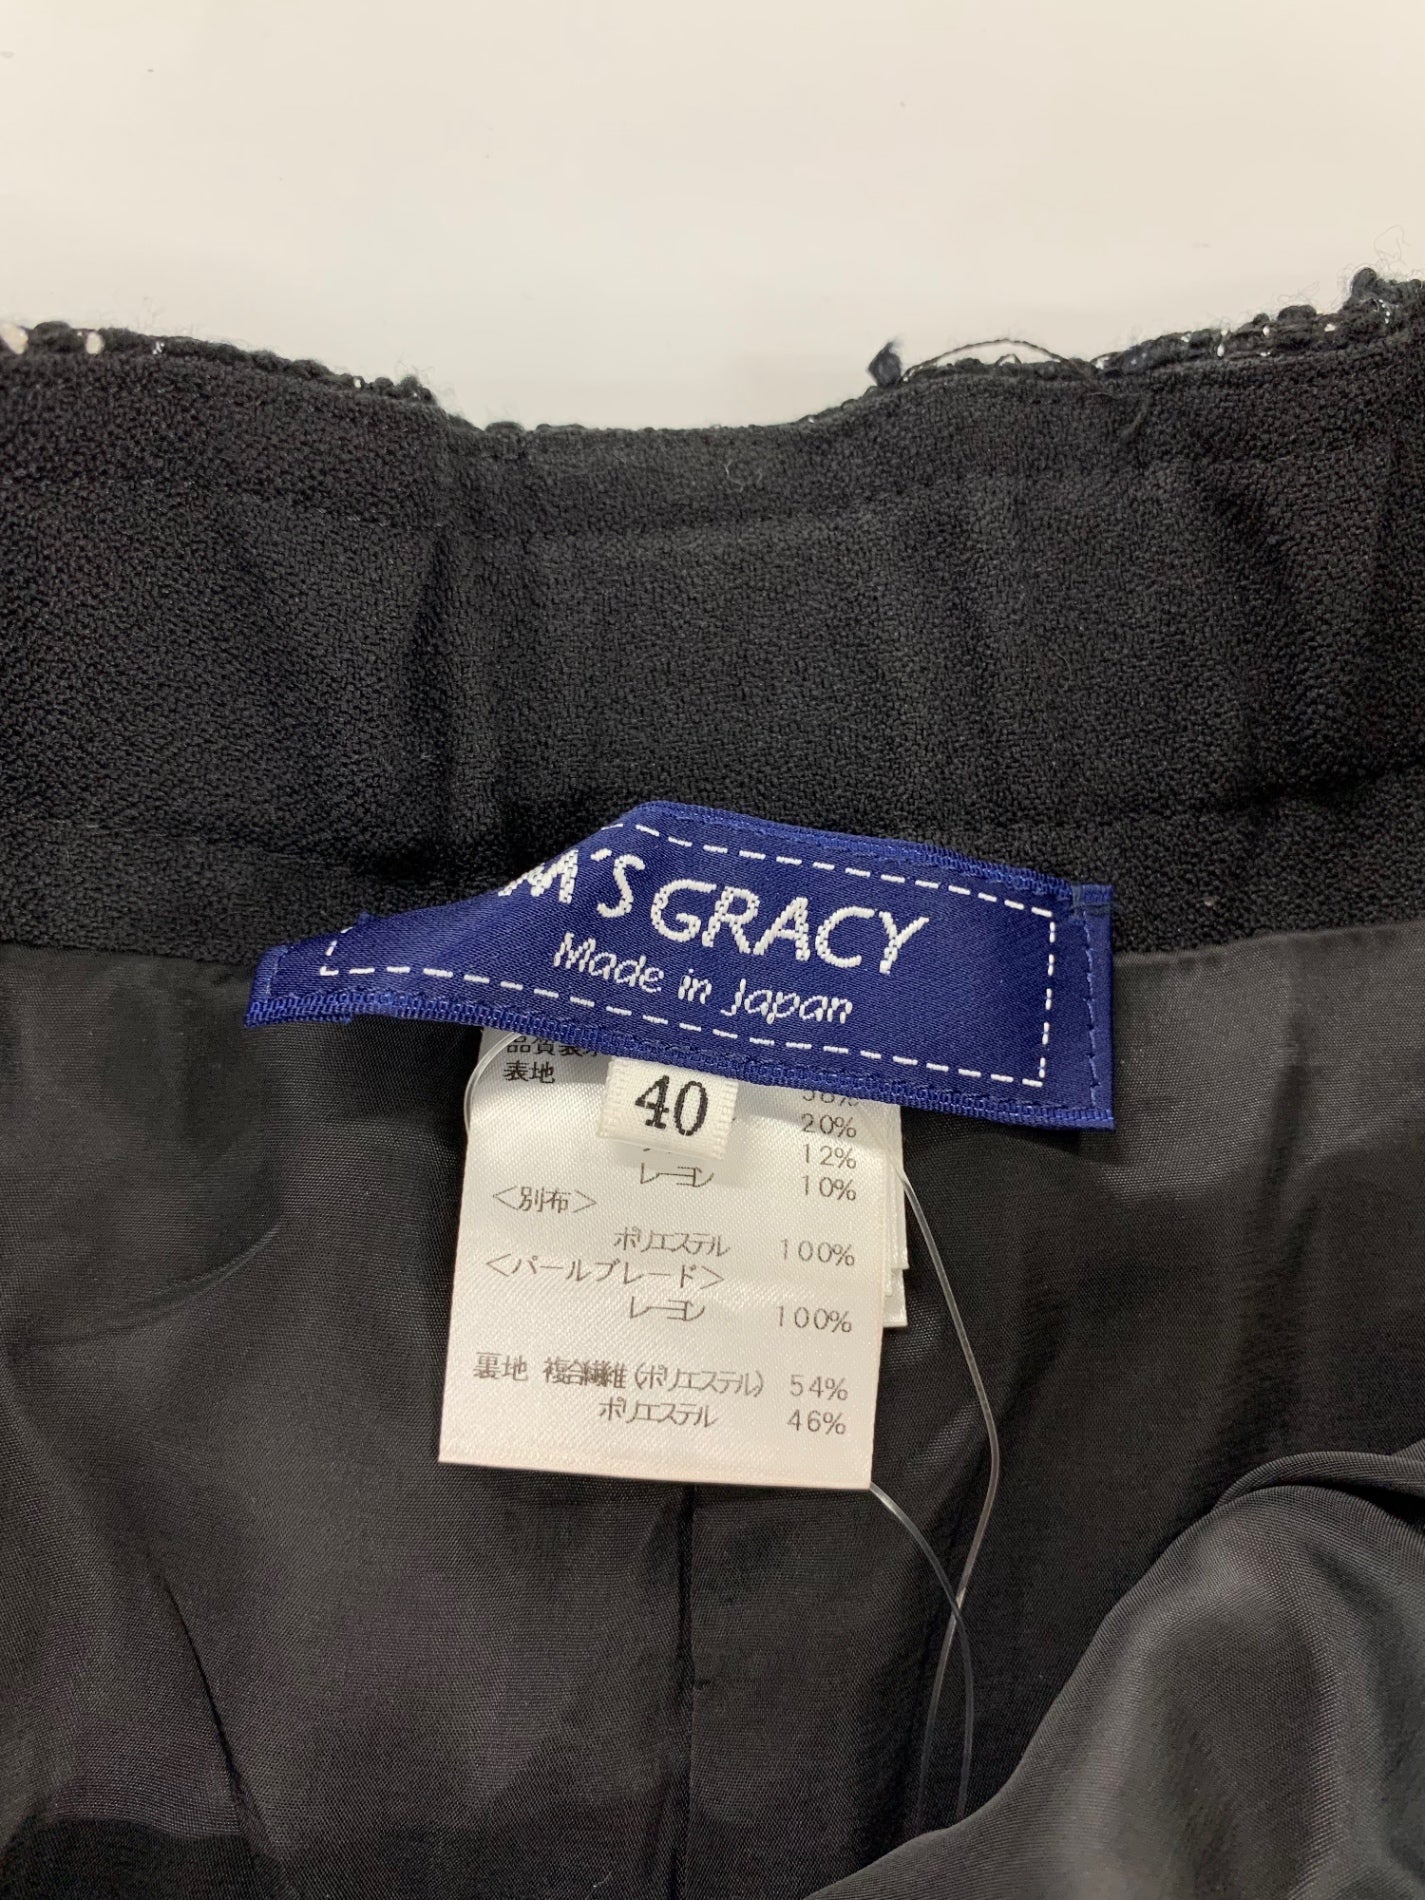 'S GRACY
Made in Japan
40
表地
20%
12%
レーヨン 10%
<別布>
ポリエステル 100%
<パールブレード>
レーヨン 100%
裏地 複合繊維(ポリエステル) 54%
ポリエステル 46%